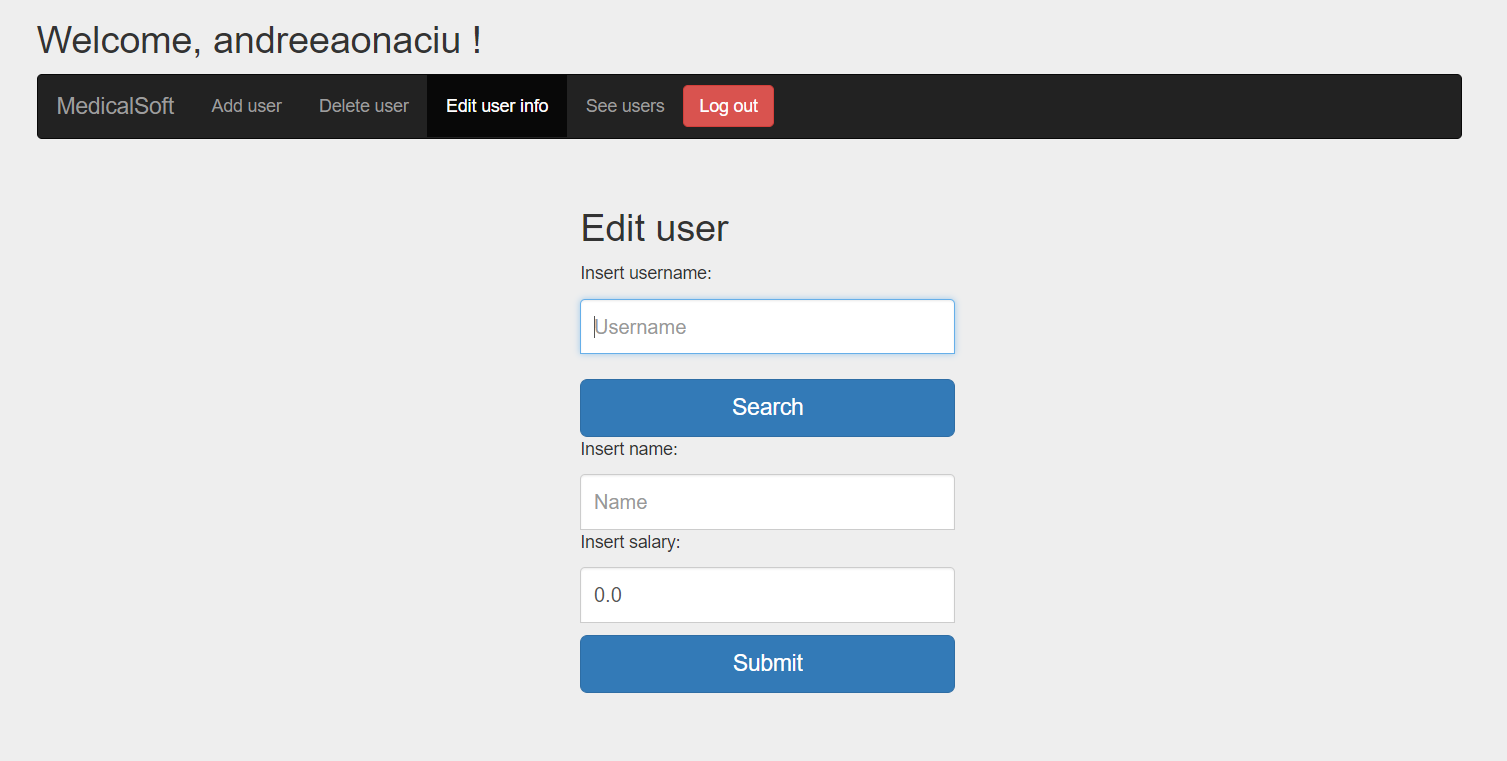 Welcome, andreeaonaciu !
MedicalSoft Add user Delete user Edit user info See users Log out
Edit user
Insert username:
Username
Search
Insert name:
Name
Insert salary:
0.0
Submit